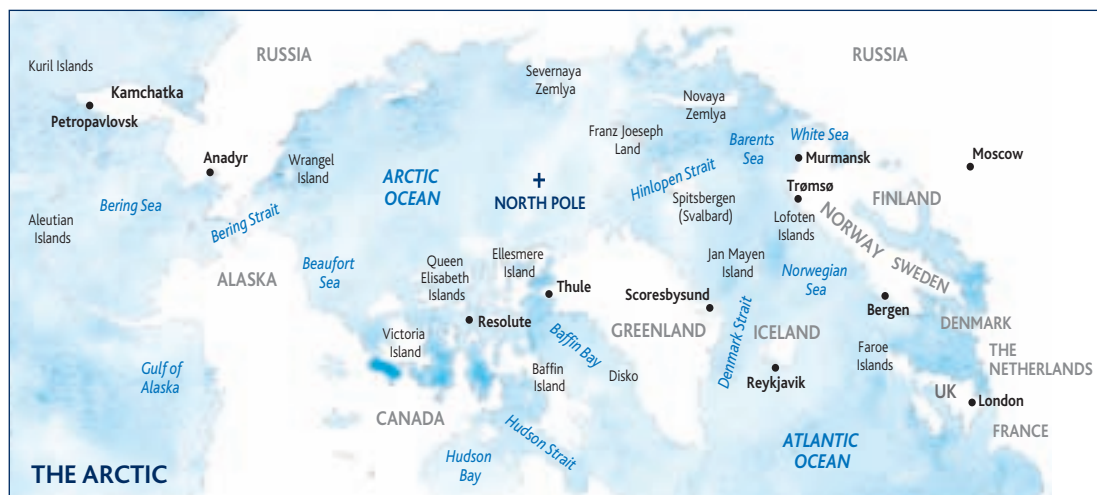 RUSSIA
RUSSIA
Kuril Islands
Severnaya
Zemlya
Kamchatka
Petropavlovsk
Novaya
Zemlya
Franz Joeseph
Land
Barents
Sea
White Sea
Murmansk
Moscow
Anadyr
Wrangel
Island
ARCTIC
OCEAN
Hinlopen Strait
NORTH POLE
Spitsbergen
(Svalbard)
Trømsø
FINLAND
Lofoten
Islands
NORWAY
SWEDEN
Bering Sea
Aleutian
Islands
Bering Strait
ALASKA
Beaufort
Sea
Queen
Elisabeth
Islands
Ellesmere
Island
Thule
Jan Mayen
Island
Norwegian
Sea
Scoresbysund
GREENLAND
Denmark Strait
ICELAND
Bergen
DENMARK
Resolute
Victoria
Island
Baffin Bay
Baffin
Island
Disko
Reykjavik
Faroe
Islands
THE
NETHERLANDS
Gulf of
Alaska
UK
London
CANADA
FRANCE
Hudson Strait
Hudson
Bay
ATLANTIC
OCEAN
THE ARCTIC